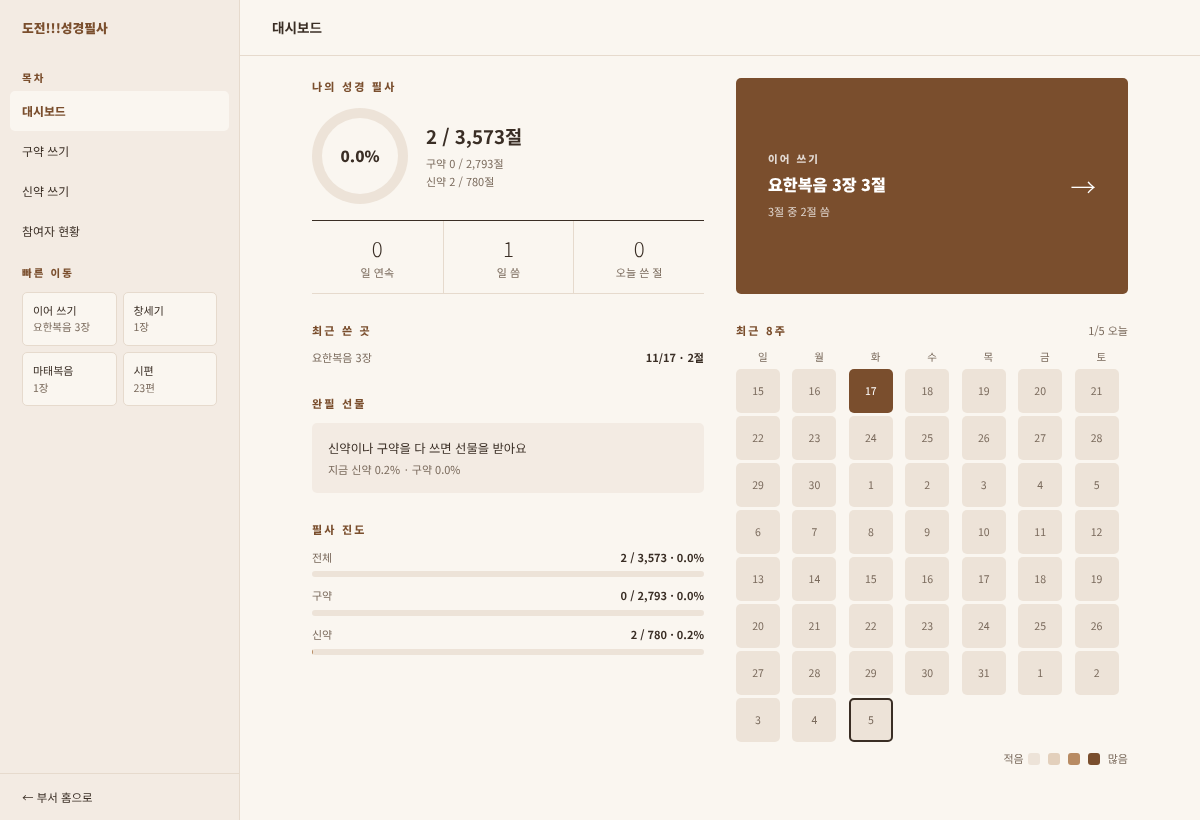 도전!!!성경필사
목차
대시보드
구약 쓰기
신약 쓰기
참여자 현황
빠른 이동
이어 쓰기
요한복음 3장
창세기
1장
마태복음
1장
시편
23편
← 부서 홈으로
대시보드
나의 성경 필사
0.0%
2 / 3,573절
구약 0 / 2,793절
신약 2 / 780절
0
일 연속
1
일 씀
0
오늘 쓴 절
이어 쓰기
요한복음 3장 3절
3절 중 2절 씀
→
최근 쓴 곳
요한복음 3장 11/17 · 2절
완필 선물
신약이나 구약을 다 쓰면 선물을 받아요
지금 신약 0.2% · 구약 0.0%
필사 진도
전체 2 / 3,573 · 0.0%
구약 0 / 2,793 · 0.0%
신약 2 / 780 · 0.2%
최근 8주 1/5 오늘
일 월 화 수 목 금 토
15 16 17 18 19 20 21
22 23 24 25 26 27 28
29 30 1 2 3 4 5
6 7 8 9 10 11 12
13 14 15 16 17 18 19
20 21 22 23 24 25 26
27 28 29 30 31 1 2
3 4 5
적음 많음